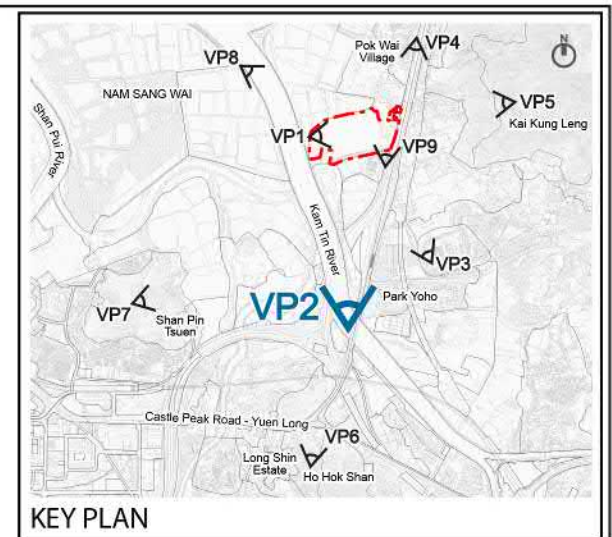 Pok Wai
Village
VP4
N
VP8
NAM SANG WAI
VP5
Kai Kung Leng
Shan Pui River
VP1
VP9
Kam Tin River
VP3
VP2
Park Yoho
VP7
Shan Pin
Tsuen
Castle Peak Road - Yuen Long
VP6
Long Shin
Estate
Ho Hok Shan
KEY PLAN